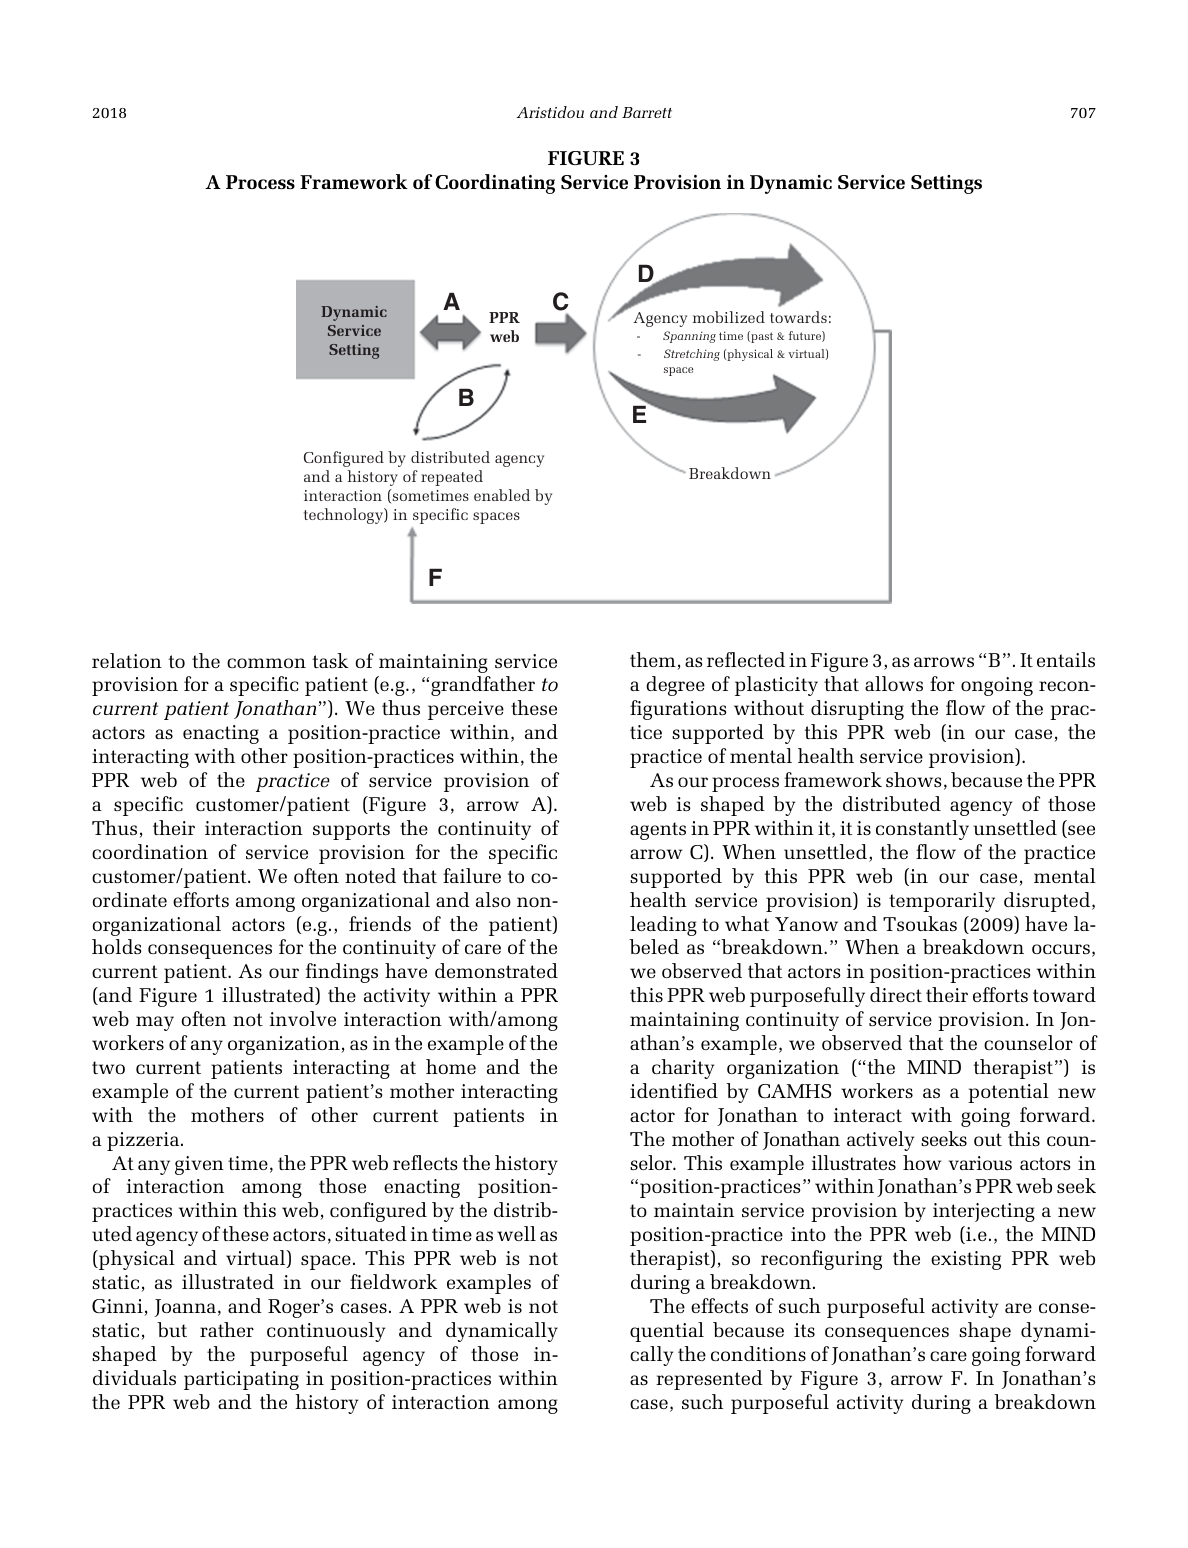 2018
Aristidou and Barrett
707
FIGURE 3
A Process Framework of Coordinating Service Provision in Dynamic Service Settings
D
A
C
Dynamic
Service
Setting
PPR
web
Agency mobilized towards:
- Spanning time (past & future)
- Stretching (physical & virtual)
space
B
E
Configured by distributed agency
and a history of repeated
interaction (sometimes enabled by
technology) in specific spaces
Breakdown
F
relation to the common task of maintaining service
provision for a specific patient (e.g., “grandfather to
current patient Jonathan”). We thus perceive these
actors as enacting a position-practice within, and
interacting with other position-practices within, the
PPR web of the practice of service provision of
a specific customer/patient (Figure 3, arrow A).
Thus, their interaction supports the continuity of
coordination of service provision for the specific
customer/patient. We often noted that failure to co-
ordinate efforts among organizational and also non-
organizational actors (e.g., friends of the patient)
holds consequences for the continuity of care of the
current patient. As our findings have demonstrated
(and Figure 1 illustrated) the activity within a PPR
web may often not involve interaction with/among
workers of any organization, as in the example of the
two current patients interacting at home and the
example of the current patient’s mother interacting
with the mothers of other current patients in
a pizzeria.
At any given time, the PPR web reflects the history
of interaction among those enacting position-
practices within this web, configured by the distrib-
uted agency of these actors, situated in time as well as
(physical and virtual) space. This PPR web is not
static, as illustrated in our fieldwork examples of
Ginni, Joanna, and Roger’s cases. A PPR web is not
static, but rather continuously and dynamically
shaped by the purposeful agency of those in-
dividuals participating in position-practices within
the PPR web and the history of interaction among
them, as reflected in Figure 3, as arrows “B”. It entails
a degree of plasticity that allows for ongoing recon-
figurations without disrupting the flow of the prac-
tice supported by this PPR web (in our case, the
practice of mental health service provision).
As our process framework shows, because the PPR
web is shaped by the distributed agency of those
agents in PPR within it, it is constantly unsettled (see
arrow C). When unsettled, the flow of the practice
supported by this PPR web (in our case, mental
health service provision) is temporarily disrupted,
leading to what Yanow and Tsoukas (2009) have la-
beled as “breakdown.” When a breakdown occurs,
we observed that actors in position-practices within
this PPR web purposefully direct their efforts toward
maintaining continuity of service provision. In Jon-
athan’s example, we observed that the counselor of
a charity organization (“the MIND therapist”) is
identified by CAMHS workers as a potential new
actor for Jonathan to interact with going forward.
The mother of Jonathan actively seeks out this coun-
selor. This example illustrates how various actors in
“position-practices” within Jonathan’s PPR web seek
to maintain service provision by interjecting a new
position-practice into the PPR web (i.e., the MIND
therapist), so reconfiguring the existing PPR web
during a breakdown.
The effects of such purposeful activity are conse-
quential because its consequences shape dynami-
cally the conditions of Jonathan’s care going forward
as represented by Figure 3, arrow F. In Jonathan’s
case, such purposeful activity during a breakdown